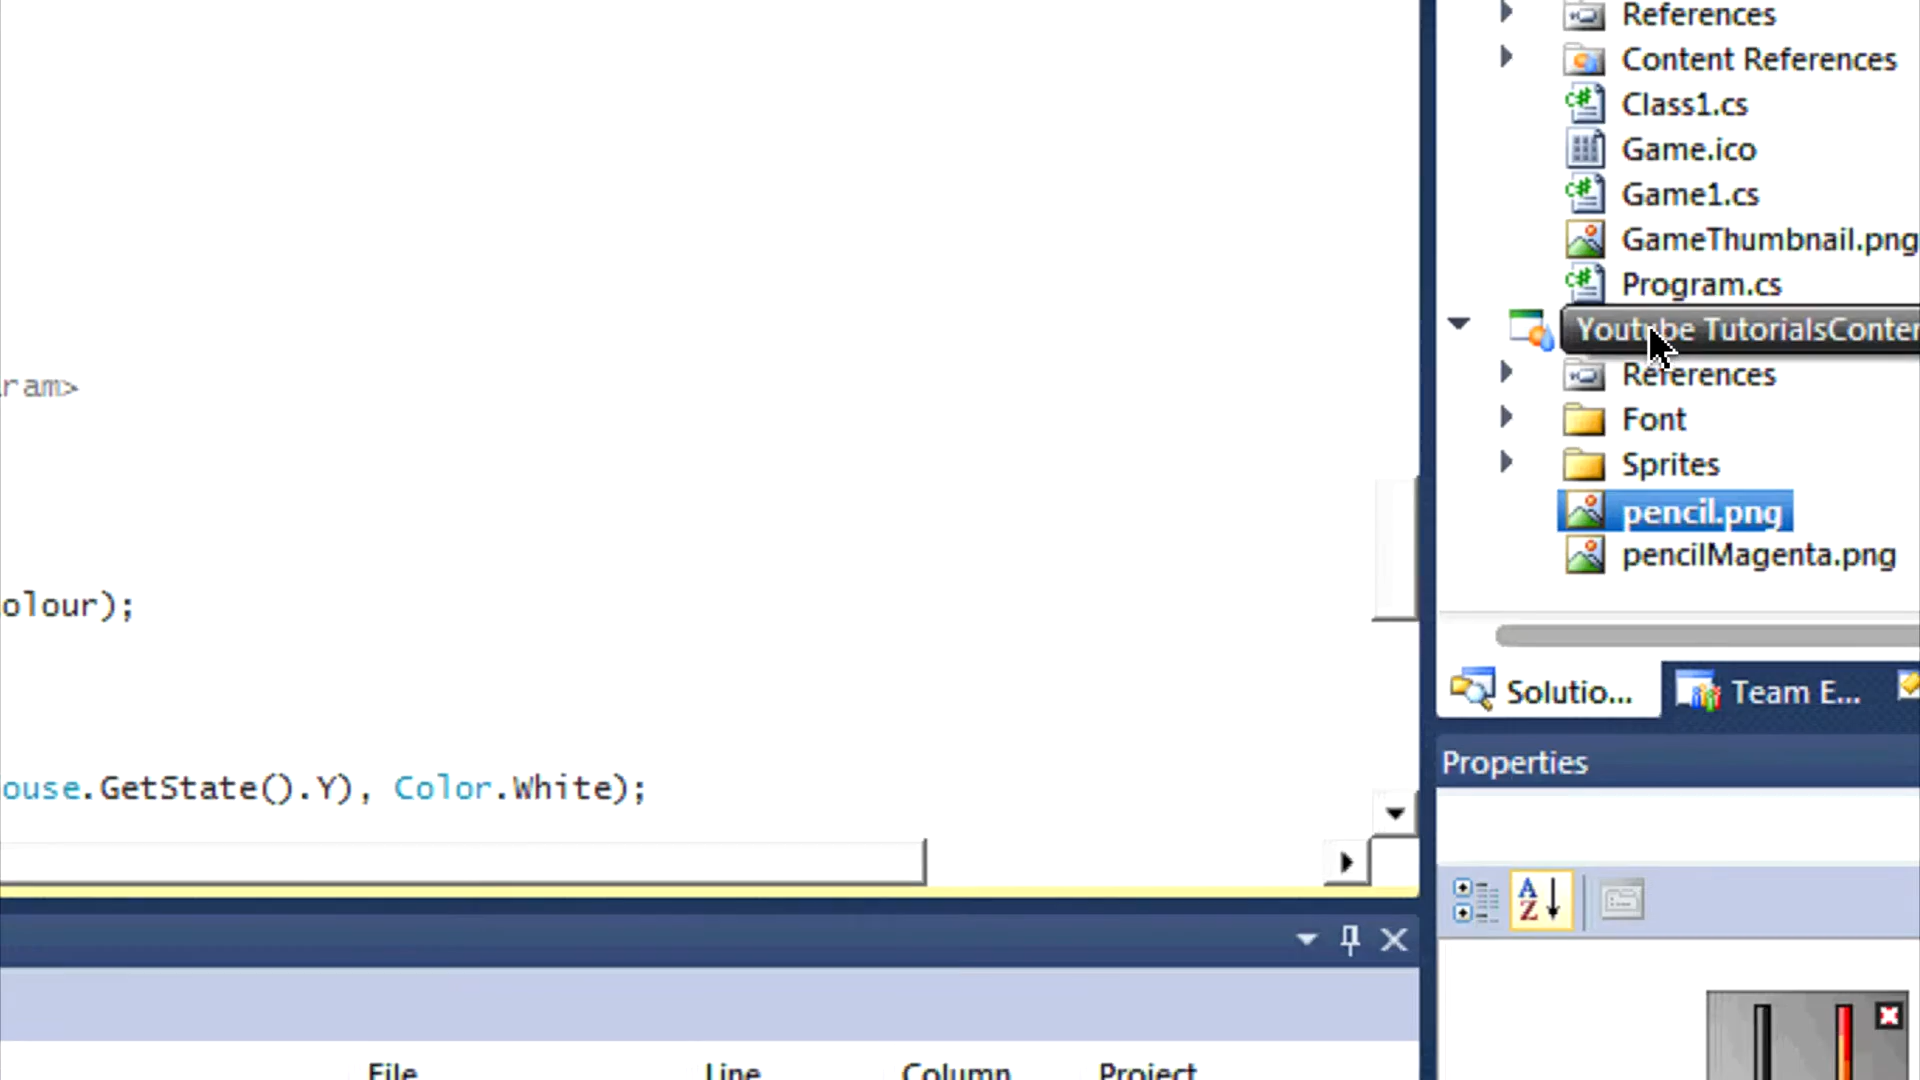 References
Content References
Class1.cs
Game.ico
Game1.cs
GameThumbnail.png
Program.cs
Youtube TutorialsConten
References
Font
Sprites
pencil.png
pencilMagenta.png
ram>
olour);
ouse.GetState().Y), Color.White);
Solutio... Team E...
Properties
A
Z
File Line Column Project